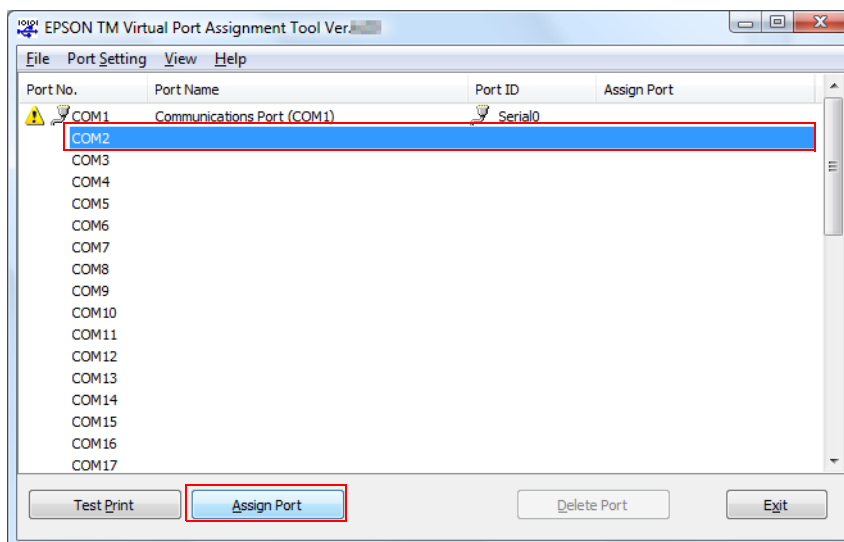 EPSON TM Virtual Port Assignment Tool Ver.
File Port Setting View Help
Port No. Port Name Port ID Assign Port
COM1 Communications Port (COM1) Serial0
COM2
COM3
COM4
COM5
COM6
COM7
COM8
COM9
COM10
COM11
COM12
COM13
COM14
COM15
COM16
COM17
Test Print Assign Port Delete Port Exit